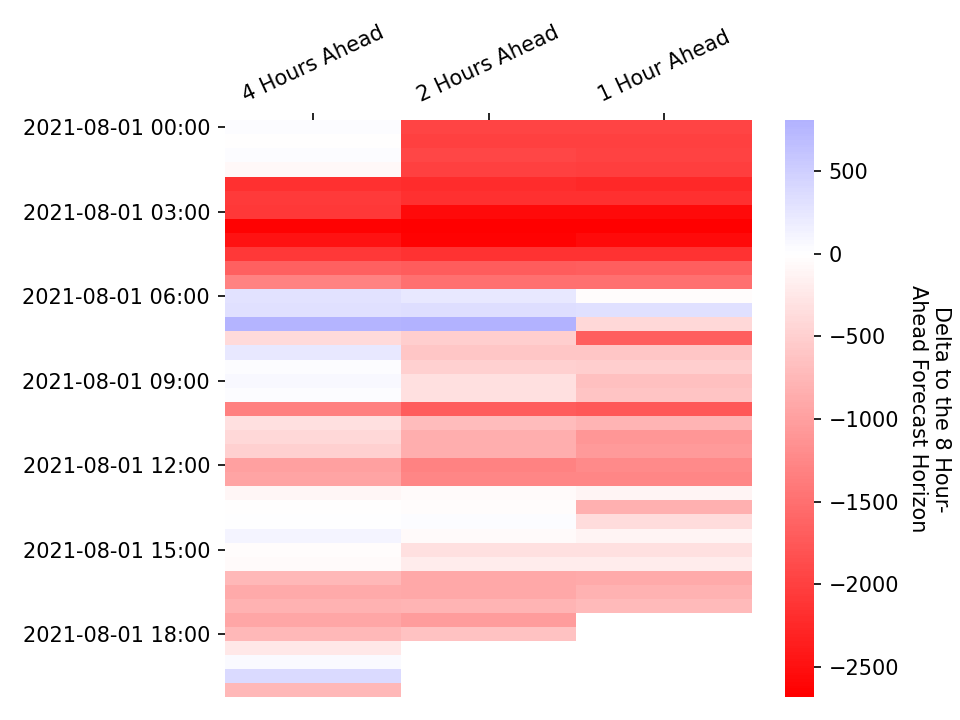 4 Hours Ahead
2 Hours Ahead
1 Hour Ahead
2021-08-01 00:00
2021-08-01 03:00
2021-08-01 06:00
2021-08-01 09:00
2021-08-01 12:00
2021-08-01 15:00
2021-08-01 18:00
500
0
−500
−1000
−1500
−2000
−2500
Delta to the 8 Hour-
Ahead Forecast Horizon